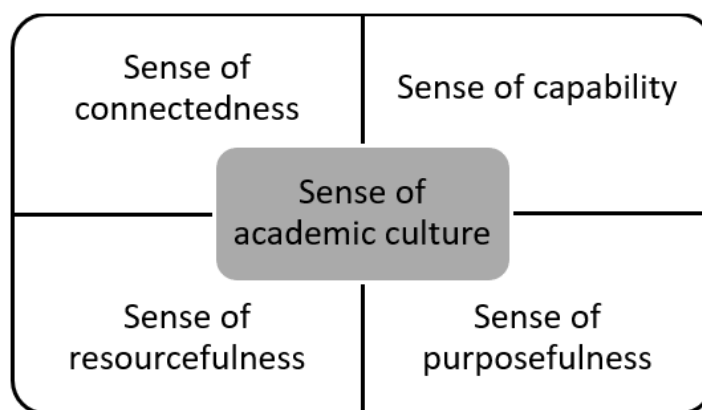 Sense of
connectedness
Sense of capability
Sense of
academic culture
Sense of
resourcefulness
Sense of
purposefulness